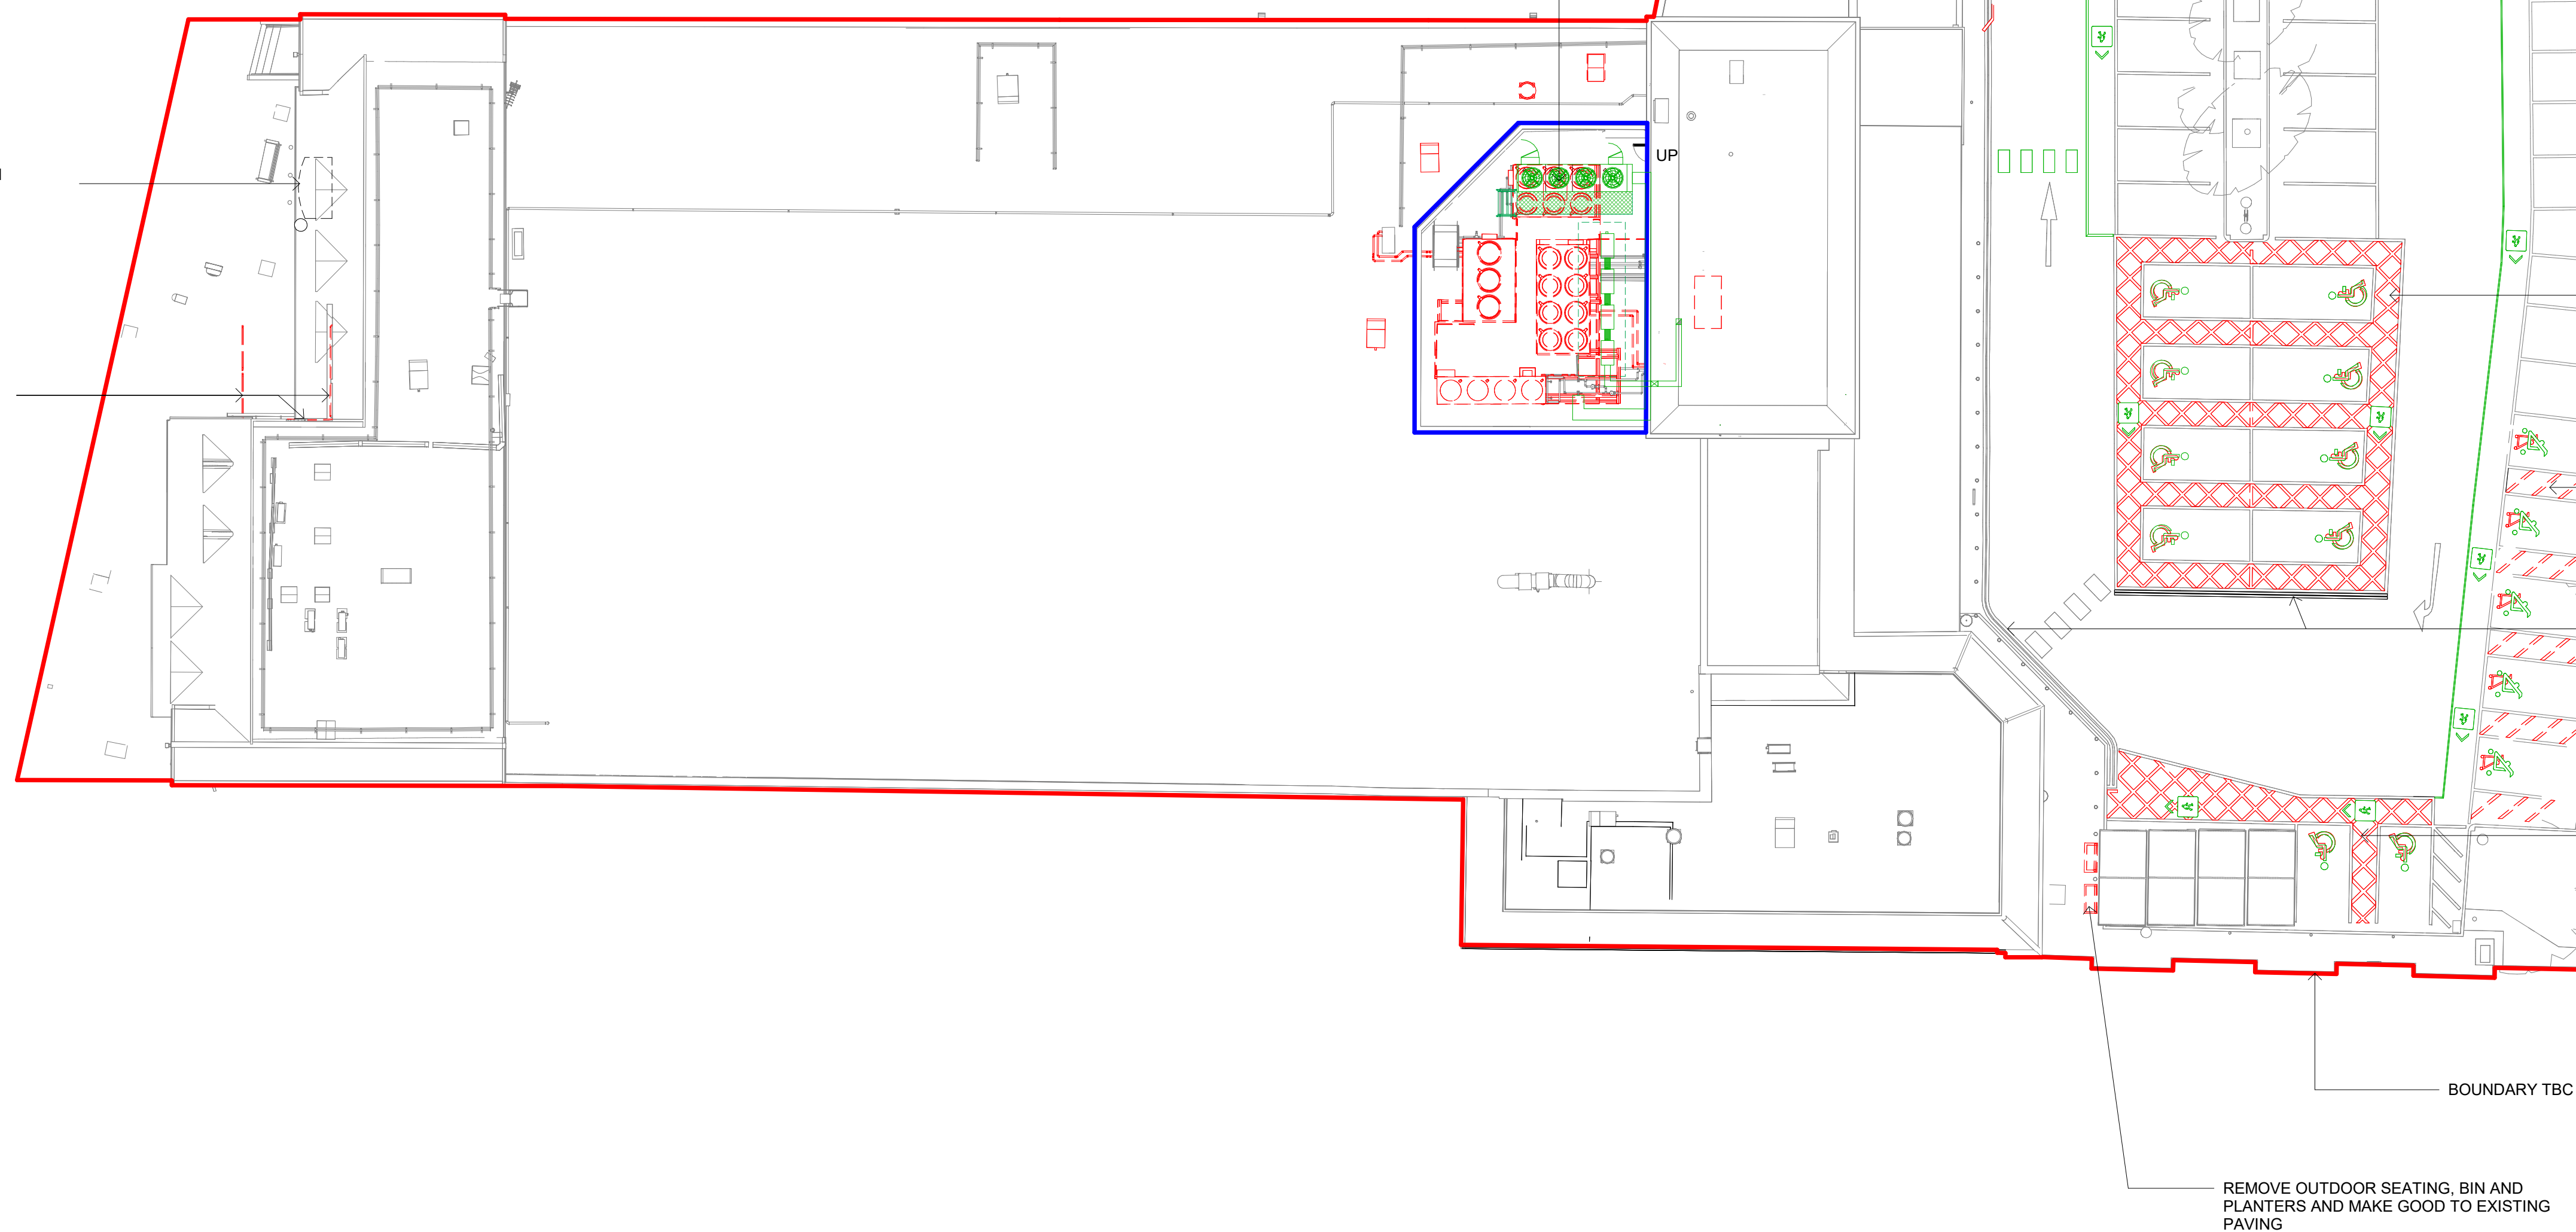 UP
BOUNDARY TBC
REMOVE OUTDOOR SEATING, BIN AND
PLANTERS AND MAKE GOOD TO EXISTING
PAVING